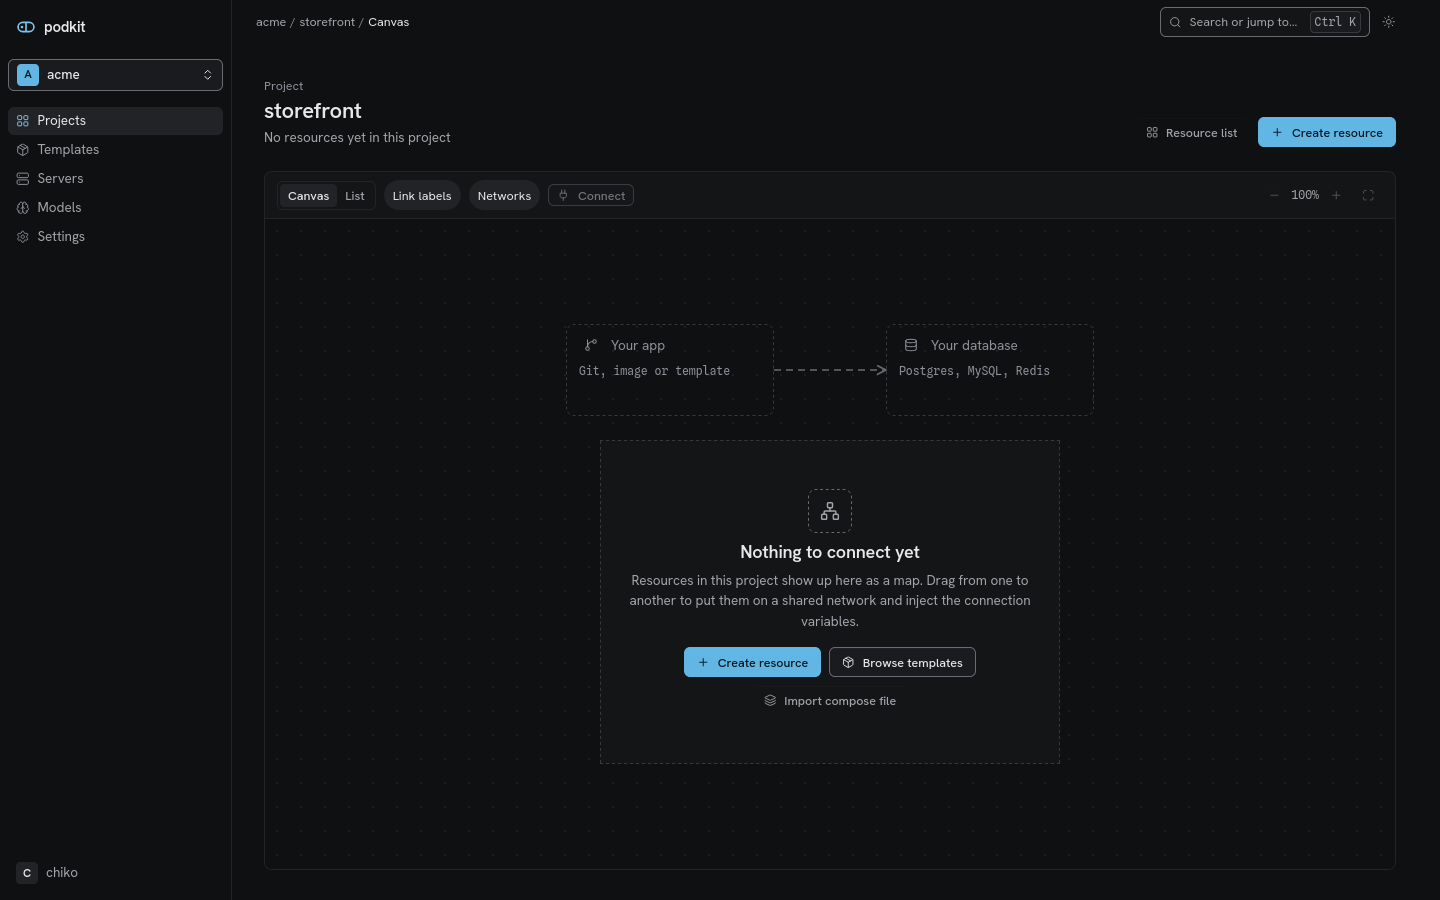 podkit
acme / storefront / Canvas
Search or jump to... Ctrl K
A acme
Projects
Templates
Servers
Models
Settings
Project
storefront
No resources yet in this project
Resource list
Create resource
Canvas List Link labels Networks Connect
100%
Your app
Git, image or template
Your database
Postgres, MySQL, Redis
Nothing to connect yet
Resources in this project show up here as a map. Drag from one to
another to put them on a shared network and inject the connection
variables.
Create resource
Browse templates
Import compose file
C chiko